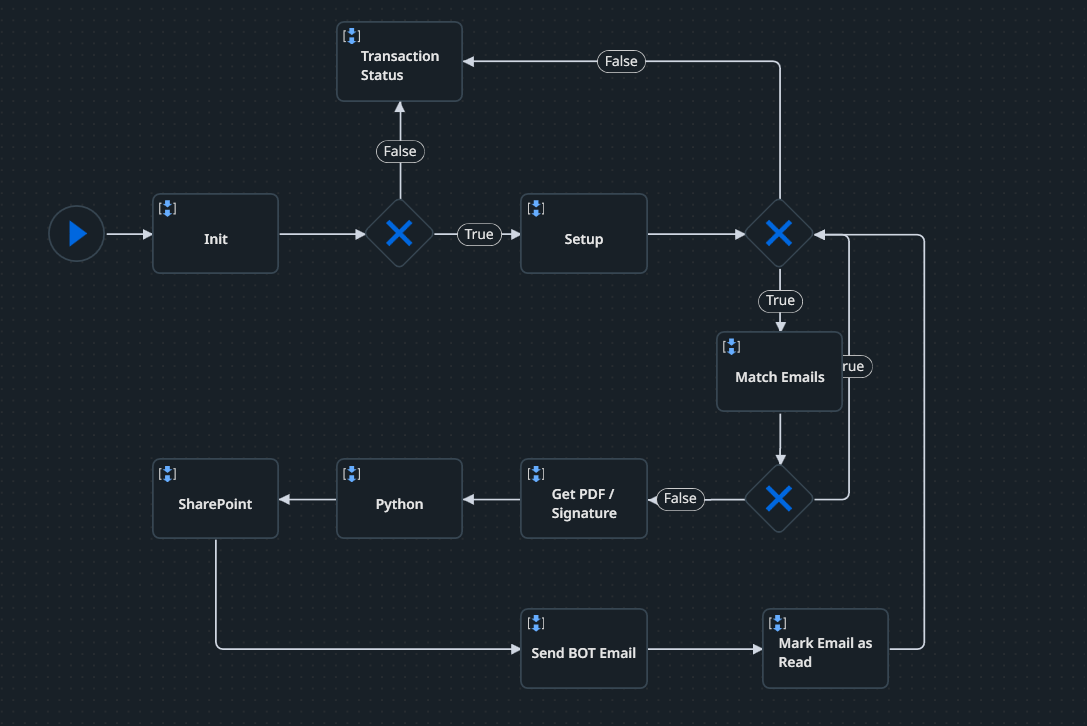 Transaction
Status
False
False
Init
True
Setup
True
Match Emails
rue
SharePoint
Python
Get PDF /
Signature
False
Send BOT Email
Mark Email as
Read